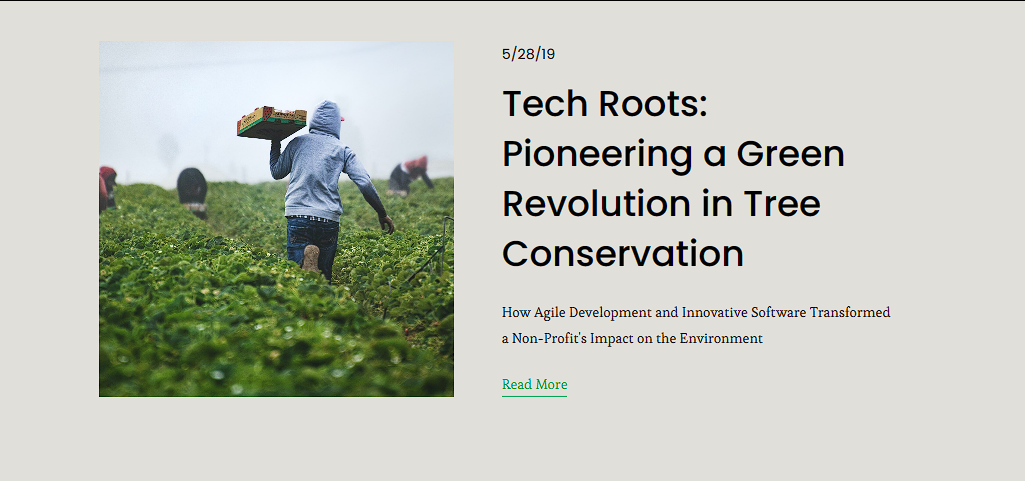 5/28/19
Tech Roots:
Pioneering a Green
Revolution in Tree
Conservation
How Agile Development and Innovative Software Transformed
a Non-Profit's Impact on the Environment
Read More